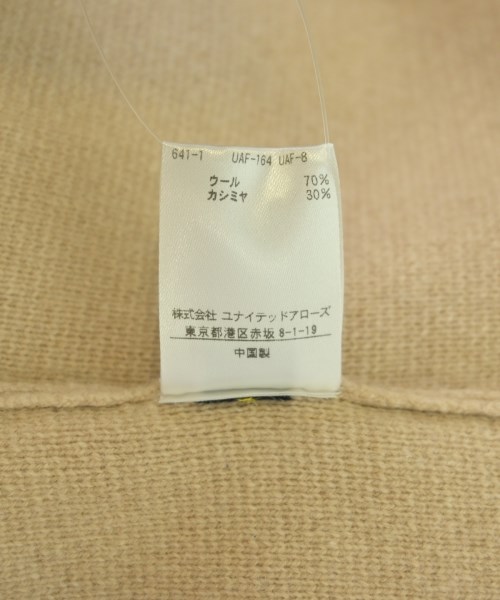 641-1 UAF-164 UAF-8
ウール 70%
カシミヤ 30%
株式会社 ユナイテッドアローズ
東京都港区赤坂 8-1-19
中国製